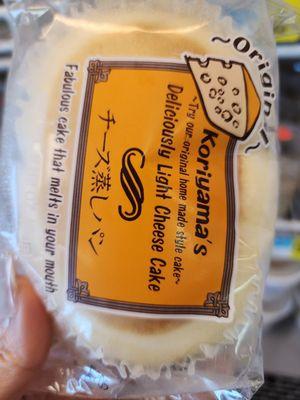 ~Origin
Koriyama's
~Try our original home made style cake~
Deliciously Light Cheese Cake
チーズ蒸しパン
Fabulous cake that melts in your mouth